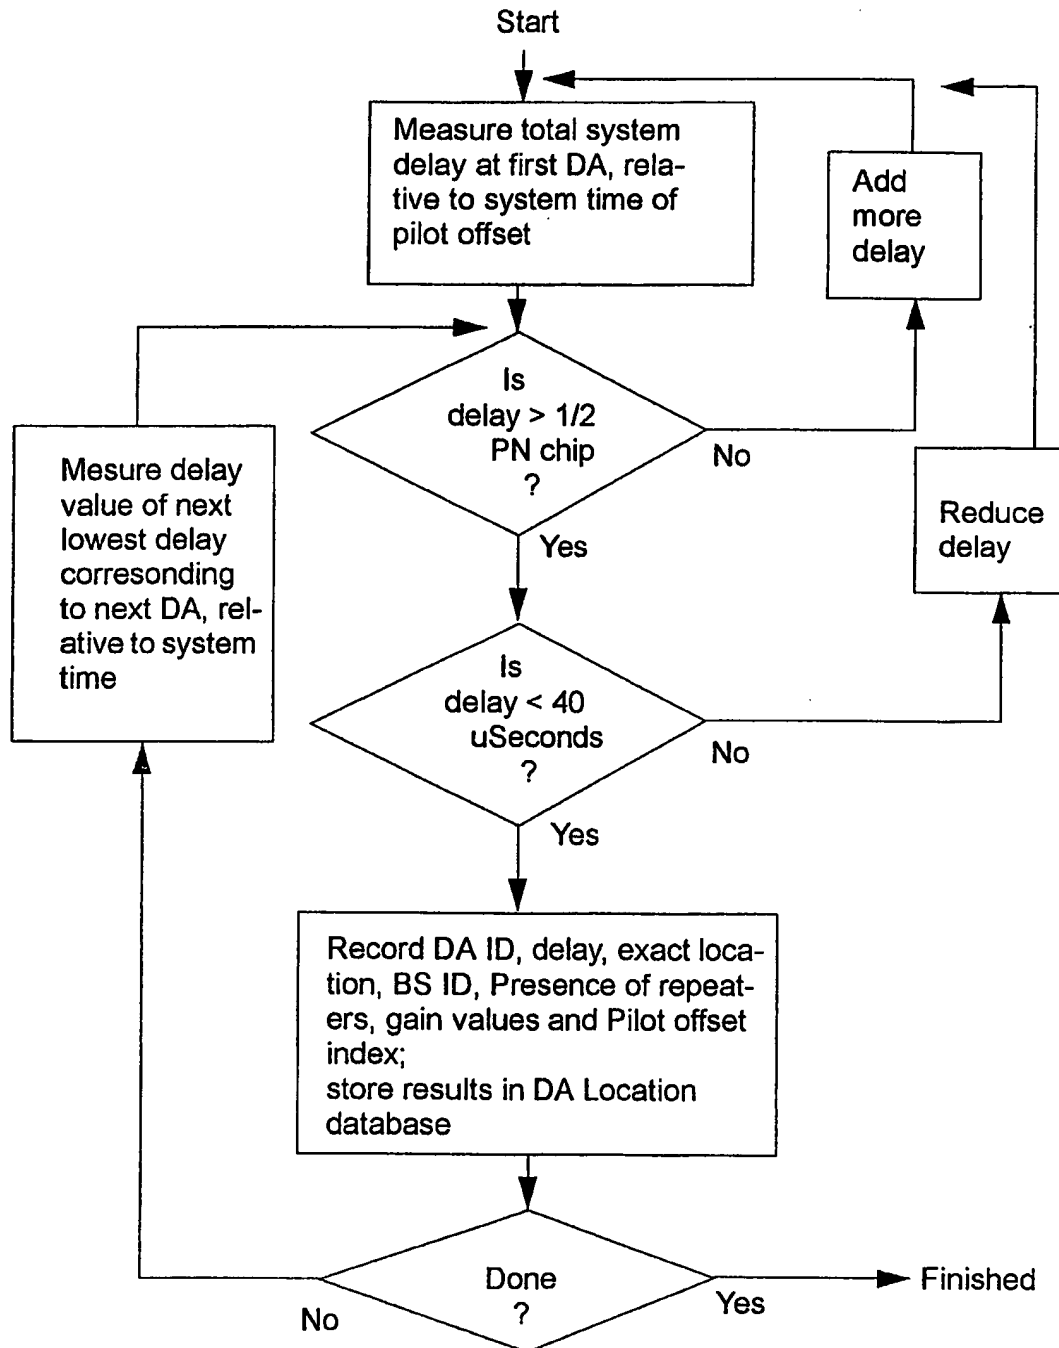 Start
Measure total system
delay at first DA, rela-
tive to system time of
pilot offset
Add
more
delay
Is
delay > 1/2
PN chip
?
No
Yes
Mesure delay
value of next
lowest delay
corresonding
to next DA, rel-
ative to system
time
Reduce
delay
Is
delay < 40
uSeconds
?
No
Yes
Record DA ID, delay, exact loca-
tion, BS ID, Presence of repeat-
ers, gain values and Pilot offset
index;
store results in DA Location
database
Done
?
No
Yes
Finished